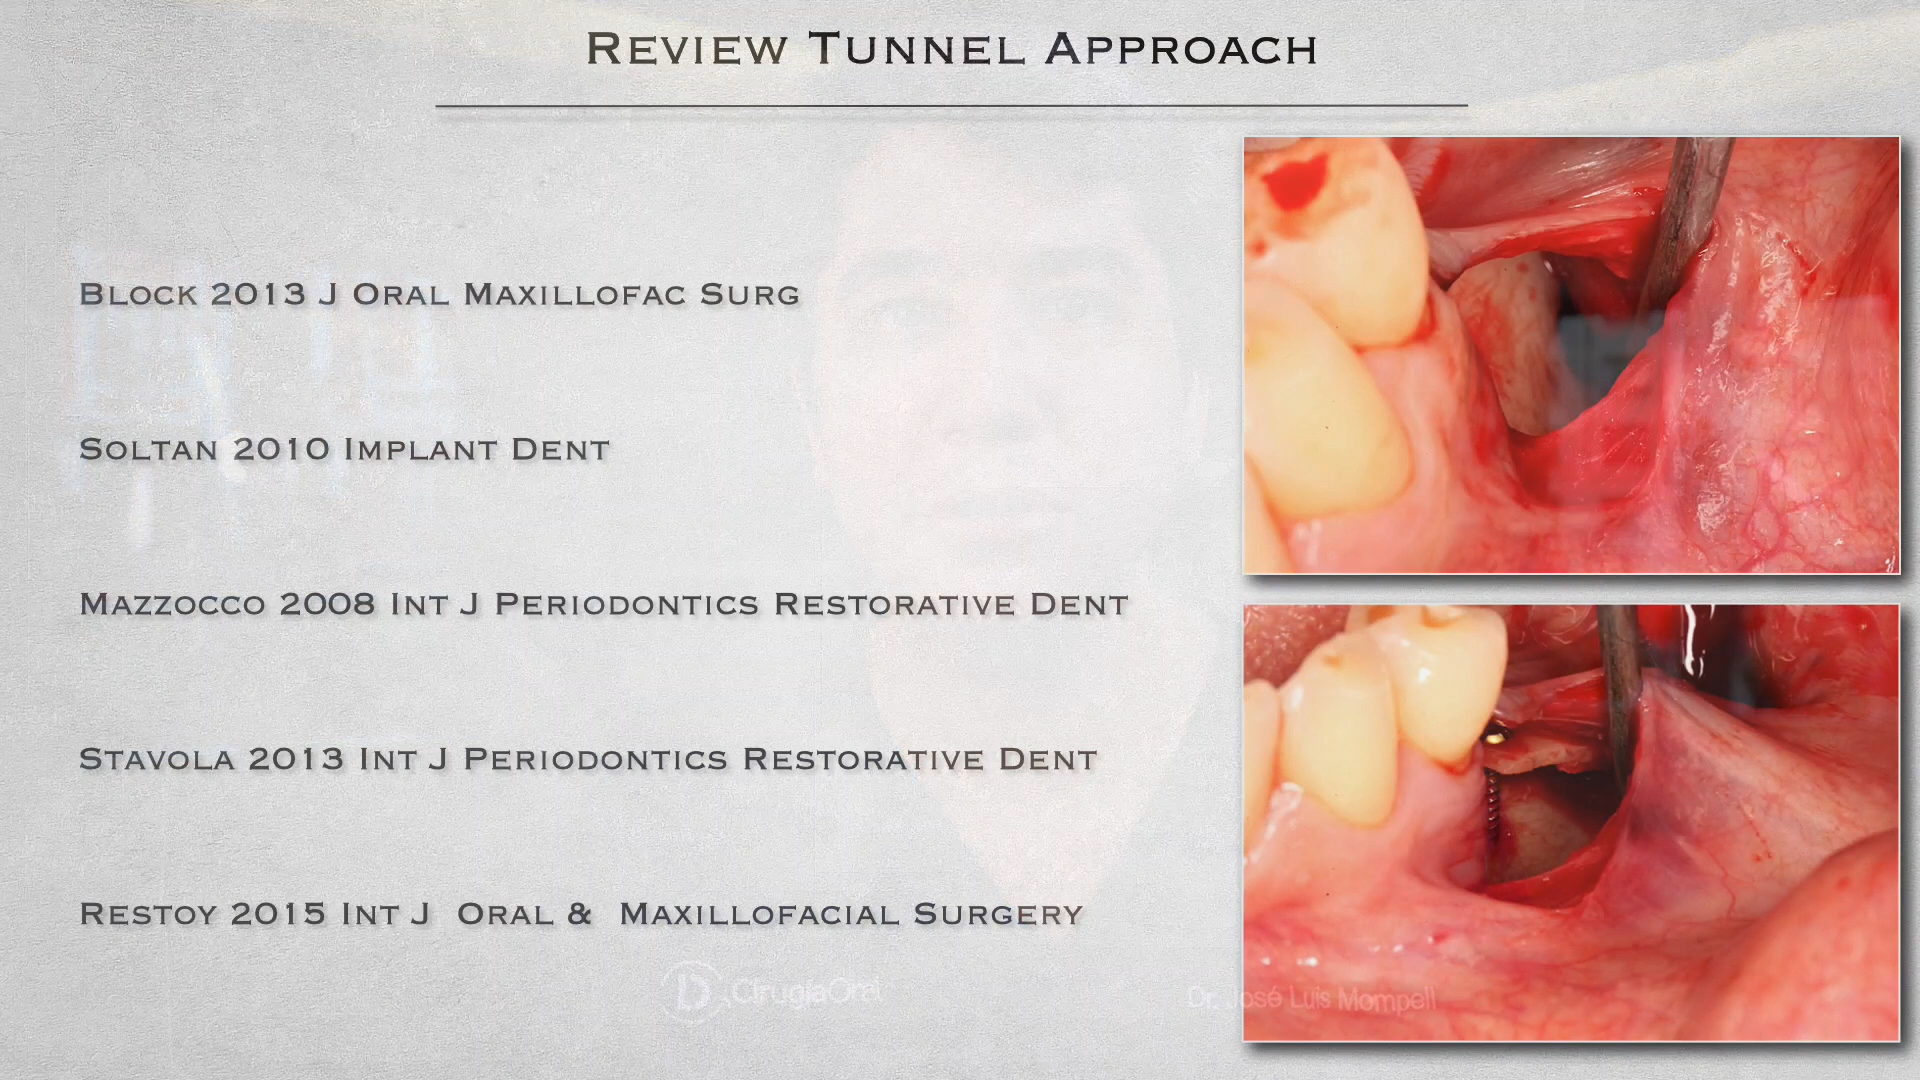 Review Tunnel Approach
Block 2013 J Oral Maxillofac Surg
Soltan 2010 Implant Dent
Mazzocco 2008 Int J Periodontics Restorative Dent
Stavola 2013 Int J Periodontics Restorative Dent
Restoy 2015 Int J Oral & Maxillofacial Surgery
CirugíaOral
Dr. José Luis Mompell